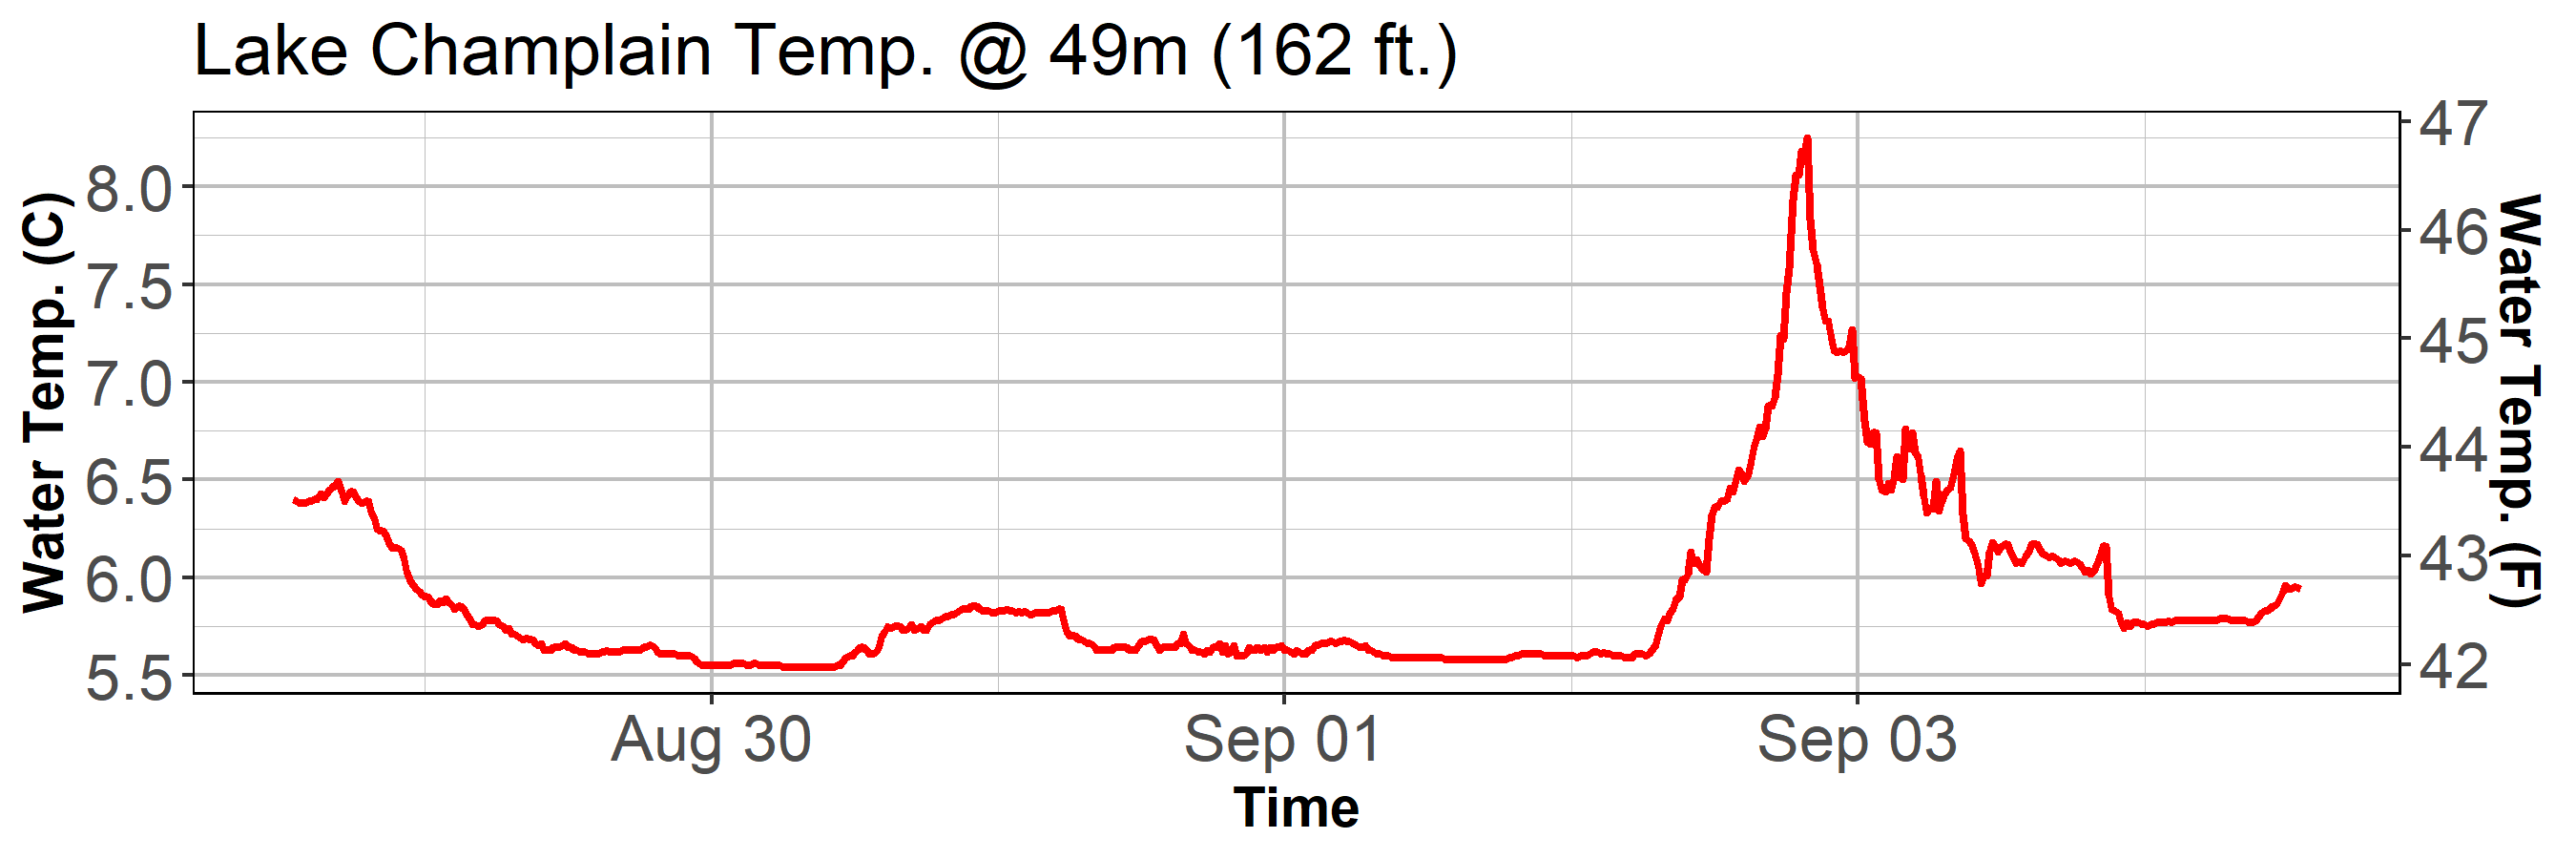 Lake Champlain Temp. @ 49m (162 ft.)
Water Temp. (C)
8.0
7.5
7.0
6.5
6.0
5.5
47
46
45
44
43
42
Water Temp. (F)
Aug 30 Sep 01 Sep 03
Time